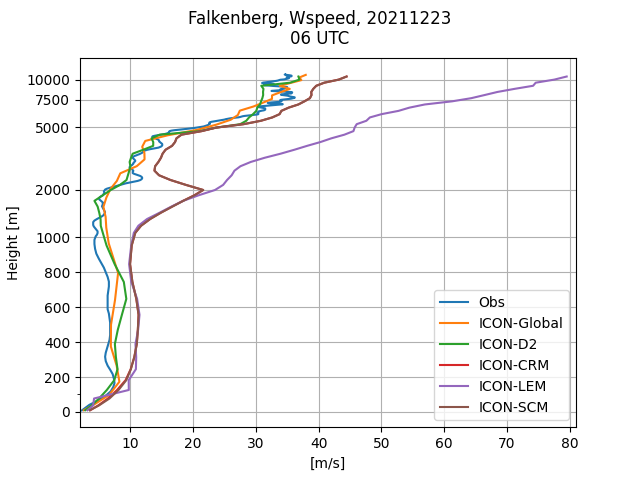 Falkenberg, Wspeed, 20211223
06 UTC
Height [m]
10000
7500
5000
2000
1000
800
600
400
200
0
10
20
30
40
50
60
70
80
[m/s]
Obs
ICON-Global
ICON-D2
ICON-CRM
ICON-LEM
ICON-SCM